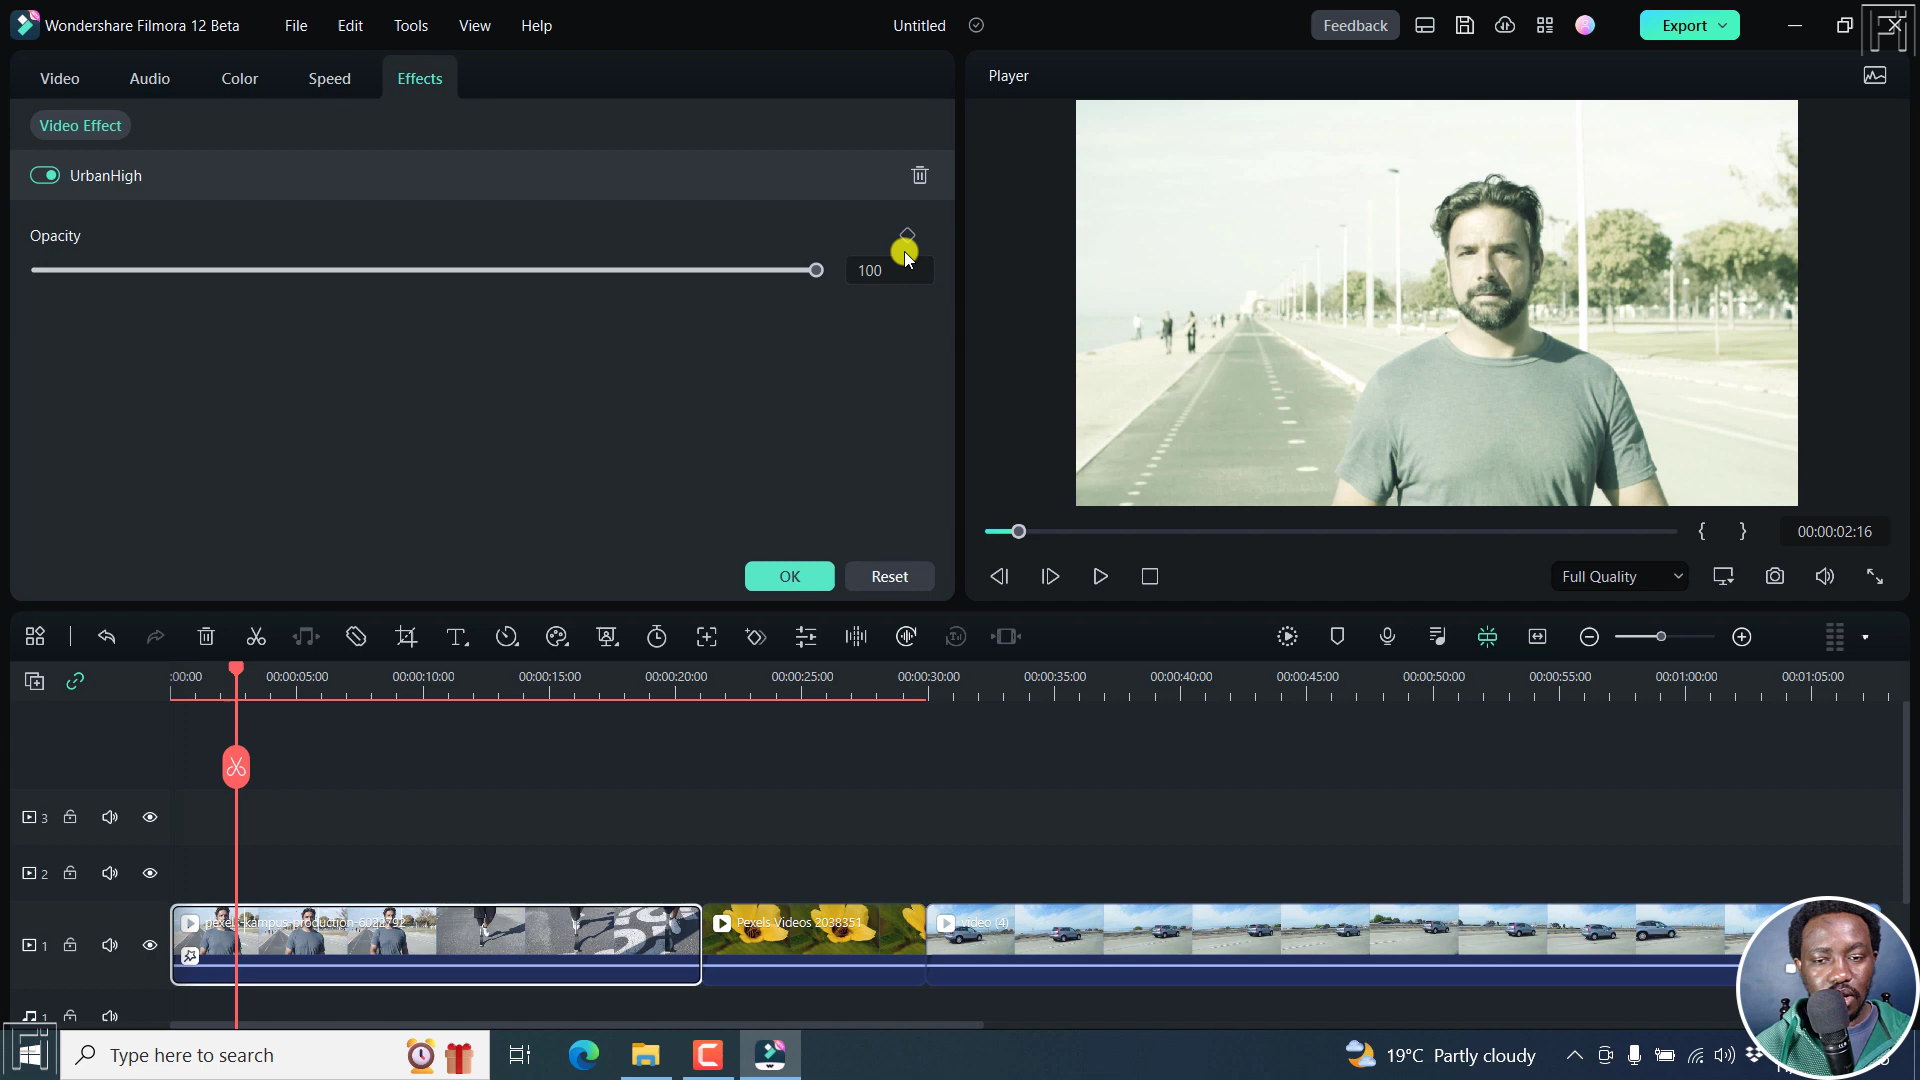 Wondershare Filmora 12 Beta
File
Edit
Tools
View
Help
Untitled
Feedback
Export
Video
Audio
Color
Speed
Effects
Player
Video Effect
UrbanHigh
Opacity
100
OK
Reset
00:00:02:16
Full Quality
:00:00
00:00:05:00
00:00:10:00
00:00:15:00
00:00:20:00
00:00:25:00
00:00:30:00
00:00:35:00
00:00:40:00
00:00:45:00
00:00:50:00
00:00:55:00
00:01:00:00
00:01:05:00
3
2
1
pexels-kampus-production-6022792
Pexels Videos 2038351
video (4)
1
Type here to search
19°C Partly cloudy